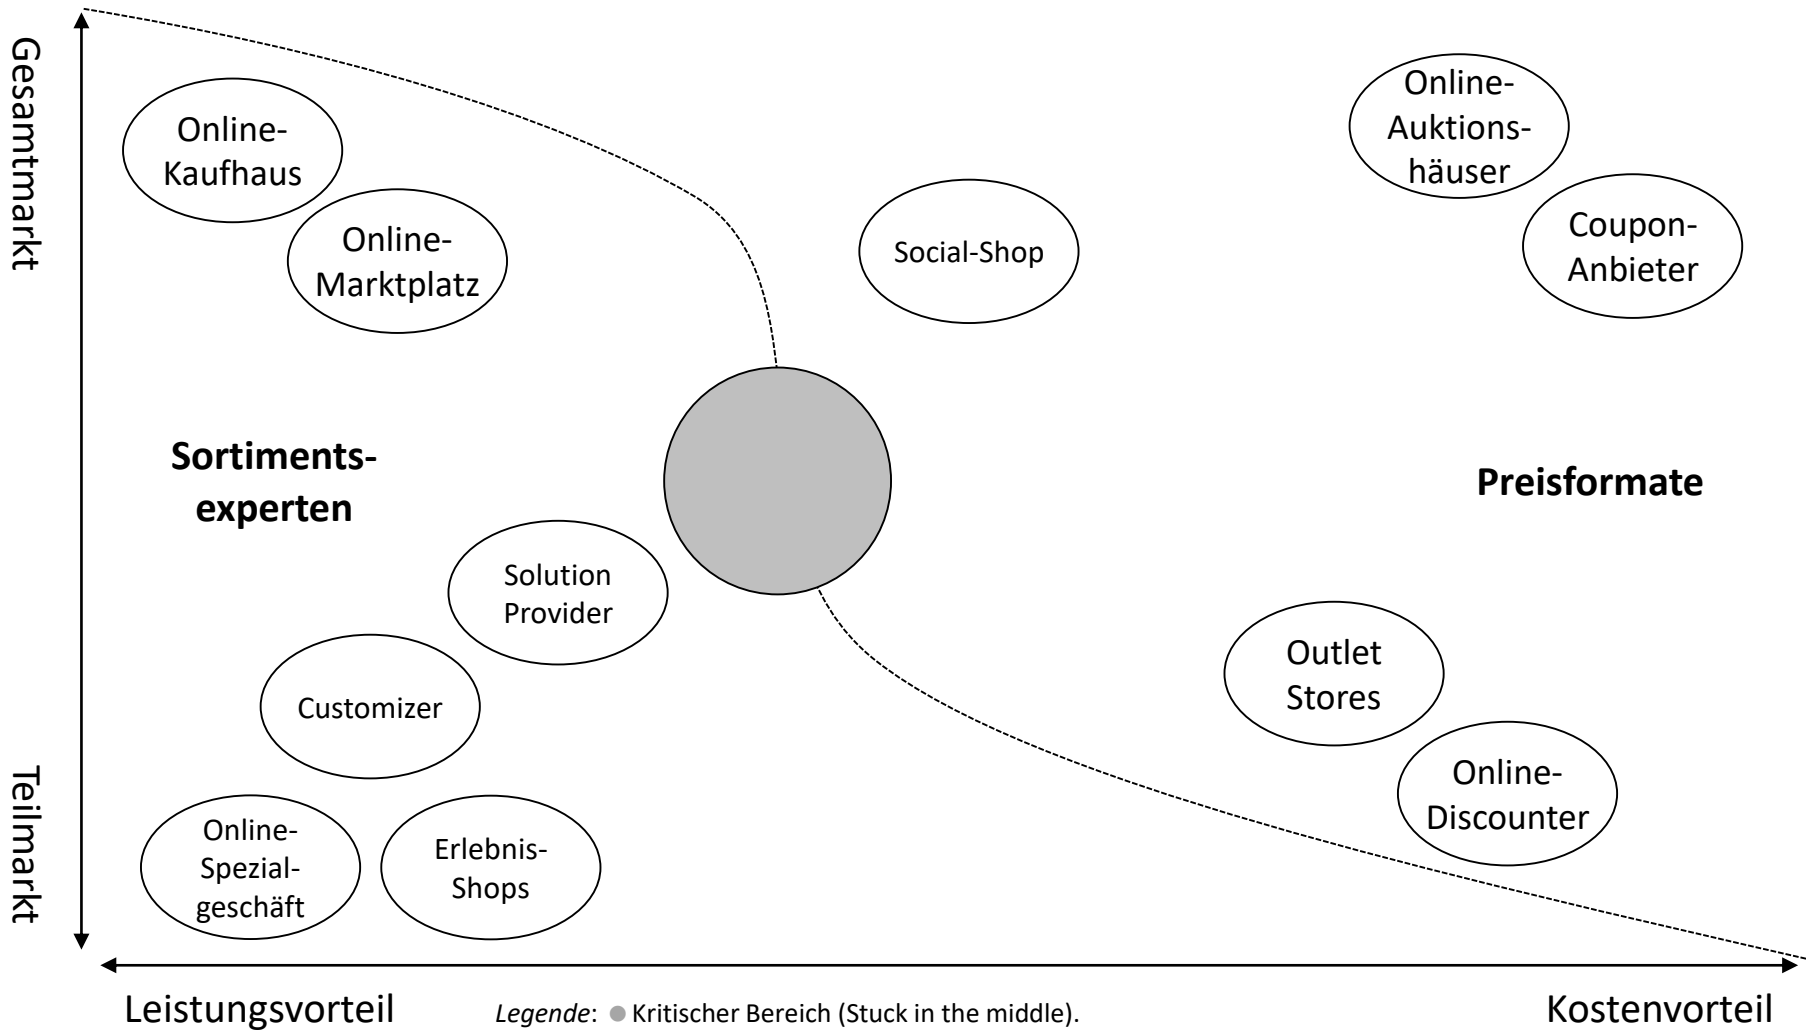 Gesamtmarkt
Online-
Kaufhaus
Online-
Marktplatz
Social-Shop
Online-
Auktions-
häuser
Coupon-
Anbieter
Sortiments-
experten
Preisformate
Solution
Provider
Customizer
Outlet
Stores
Online-
Discounter
Teilmarkt
Online-
Spezial-
geschäft
Erlebnis-
Shops
Leistungsvorteil
Legende: Kritischer Bereich (Stuck in the middle).
Kostenvorteil